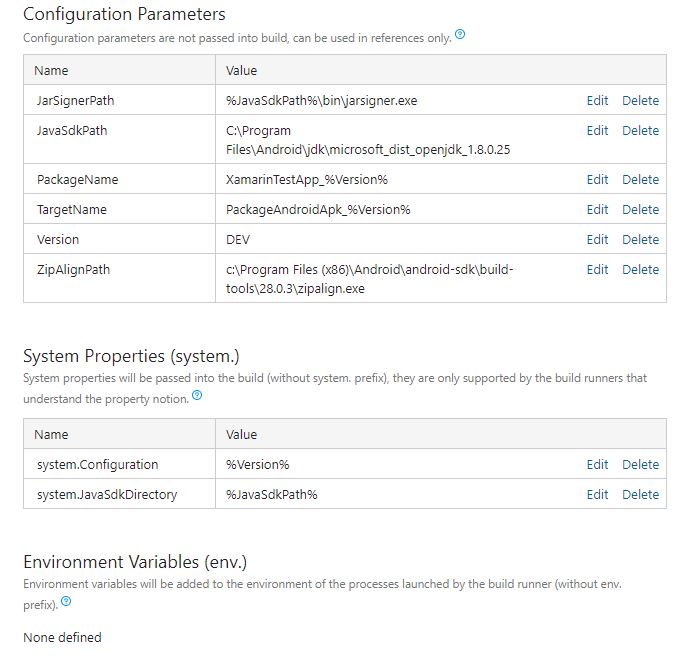 Configuration Parameters
Configuration parameters are not passed into build, can be used in references only.
Name Value
JarSignerPath %JavaSdkPath%\bin\jarsigner.exe Edit Delete
JavaSdkPath C:\Program Edit Delete
Files\Android\jdk\microsoft_dist_openjdk_1.8.0.25
PackageName XamarinTestApp_%Version% Edit Delete
TargetName PackageAndroidApk_%Version% Edit Delete
Version DEV Edit Delete
ZipAlignPath c:\Program Files (x86)\Android\android-sdk\build- Edit Delete
tools\28.0.3\zipalign.exe
System Properties (system.)
System properties will be passed into the build (without system. prefix), they are only supported by the build runners that
understand the property notion.
Name Value
system.Configuration %Version% Edit Delete
system.JavaSdkDirectory %JavaSdkPath% Edit Delete
Environment Variables (env.)
Environment variables will be added to the environment of the processes launched by the build runner (without env.
prefix).
None defined